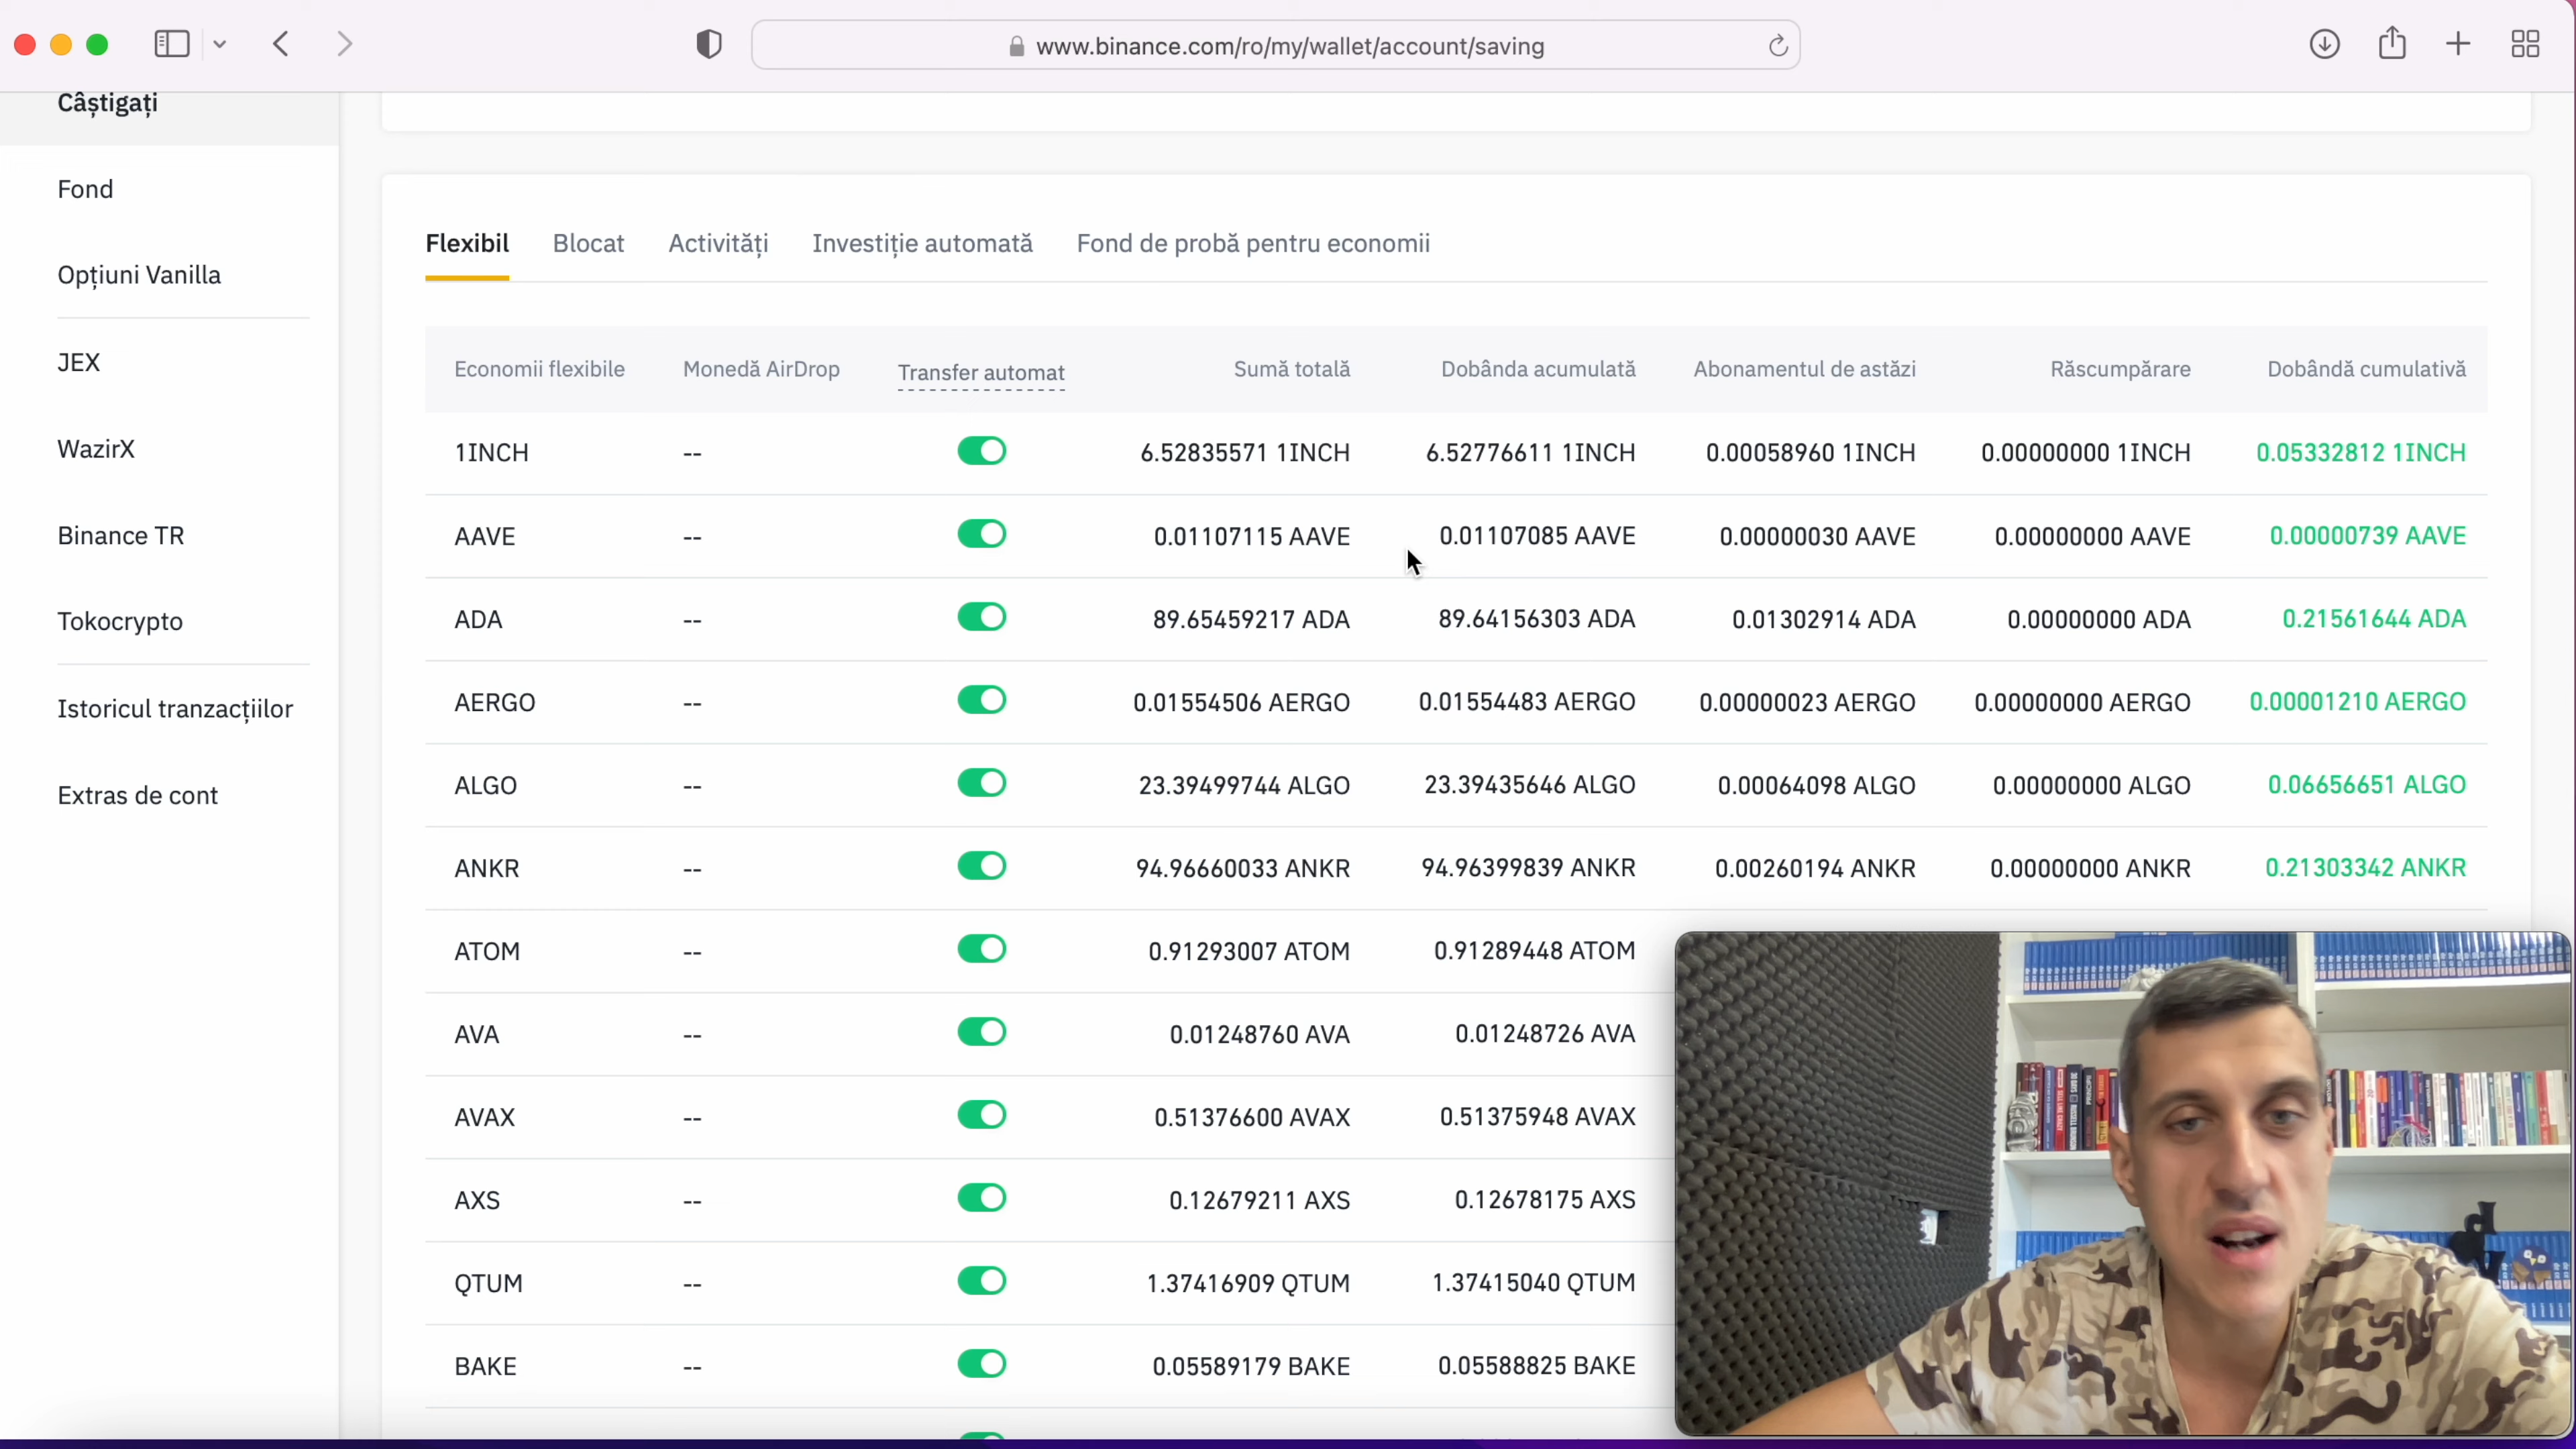 www.binance.com/ro/my/wallet/account/saving
Câștigați
Fond
Opțiuni Vanilla
JEX
WazirX
Binance TR
Tokocrypto
Istoricul tranzacțiilor
Extras de cont
Flexibil Blocat Activități Investiție automată Fond de probă pentru economii
Economii flexibile Monedă AirDrop Transfer automat Sumă totală Dobânda acumulată Abonamentul de astăzi Răscumpărare Dobândă cumulativă
1INCH -- 6.52835571 1INCH 6.52776611 1INCH 0.00058960 1INCH 0.00000000 1INCH 0.05332812 1INCH
AAVE -- 0.01107115 AAVE 0.01107085 AAVE 0.00000030 AAVE 0.00000000 AAVE 0.00000739 AAVE
ADA -- 89.65459217 ADA 89.64156303 ADA 0.01302914 ADA 0.00000000 ADA 0.21561644 ADA
AERGO -- 0.01554506 AERGO 0.01554483 AERGO 0.00000023 AERGO 0.00000000 AERGO 0.00001210 AERGO
ALGO -- 23.39499744 ALGO 23.39435646 ALGO 0.00064098 ALGO 0.00000000 ALGO 0.06656651 ALGO
ANKR -- 94.96660033 ANKR 94.96399839 ANKR 0.00260194 ANKR 0.00000000 ANKR 0.21303342 ANKR
ATOM -- 0.91293007 ATOM 0.91289448 ATOM
AVA -- 0.01248760 AVA 0.01248726 AVA
AVAX -- 0.51376600 AVAX 0.51375948 AVAX
AXS -- 0.12679211 AXS 0.12678175 AXS
QTUM -- 1.37416909 QTUM 1.37415040 QTUM
BAKE -- 0.05589179 BAKE 0.05588825 BAKE